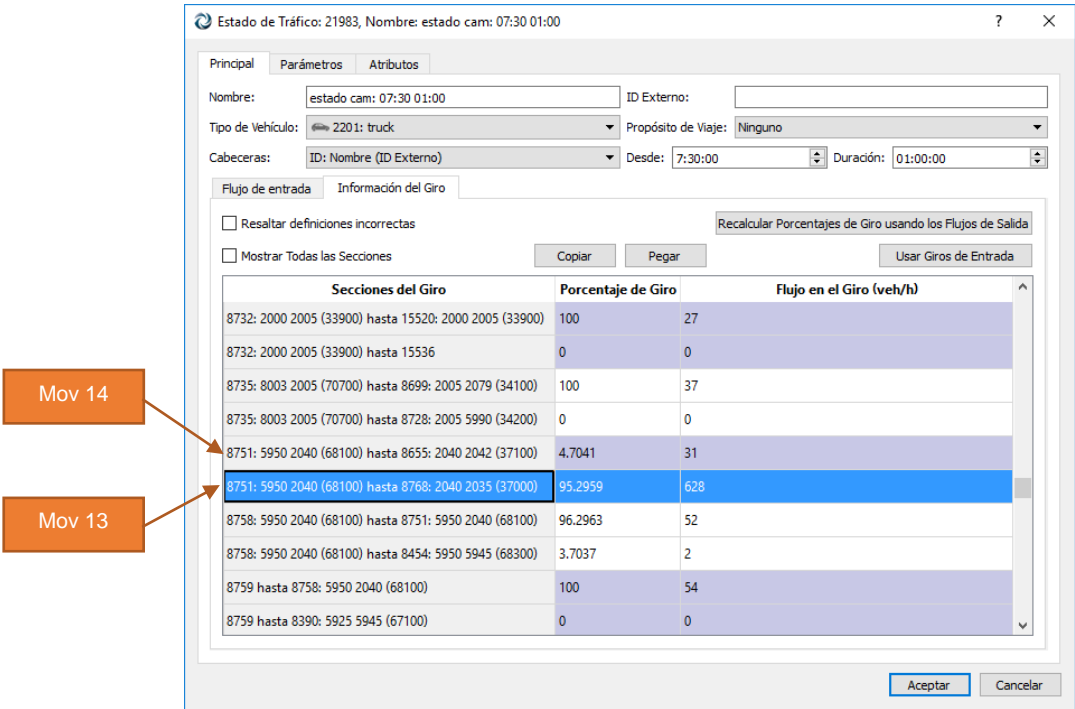 Estado de Tráfico: 21983, Nombre: estado cam: 07:30 01:00 ? ×
Principal Parámetros Atributos
Nombre: estado cam: 07:30 01:00 ID Externo:
Tipo de Vehículo: 2201: truck Propósito de Viaje: Ninguno
Cabeceras: ID: Nombre (ID Externo) Desde: 7:30:00 Duración: 01:00:00
Flujo de entrada Información del Giro
Resaltar definiciones incorrectas Recalcular Porcentajes de Giro usando los Flujos de Salida
Mostrar Todas las Secciones Copiar Pegar Usar Giros de Entrada
Secciones del Giro Porcentaje de Giro Flujo en el Giro (veh/h)
8732: 2000 2005 (33900) hasta 15520: 2000 2005 (33900) 100 27
8732: 2000 2005 (33900) hasta 15536 0 0
8735: 8003 2005 (70700) hasta 8699: 2005 2079 (34100) 100 37
Mov 14
8735: 8003 2005 (70700) hasta 8728: 2005 5990 (34200) 0 0
8751: 5950 2040 (68100) hasta 8655: 2040 2042 (37100) 4.7041 31
8751: 5950 2040 (68100) hasta 8768: 2040 2035 (37000) 95.2959 628
Mov 13
8758: 5950 2040 (68100) hasta 8751: 5950 2040 (68100) 96.2963 52
8758: 5950 2040 (68100) hasta 8454: 5950 5945 (68300) 3.7037 2
8759 hasta 8758: 5950 2040 (68100) 100 54
8759 hasta 8390: 5925 5945 (67100) 0 0
Aceptar Cancelar